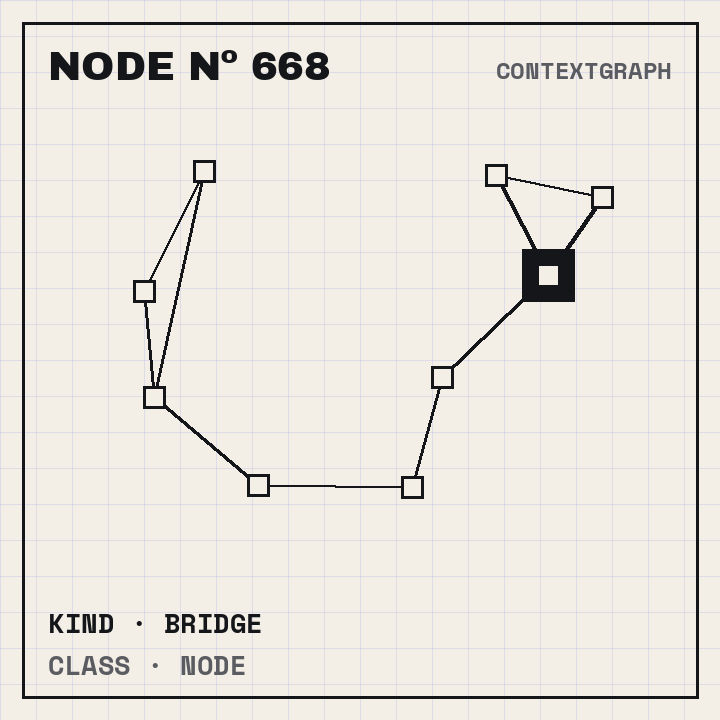 NODE Nº 668
CONTEXTGRAPH
KIND · BRIDGE
CLASS · NODE